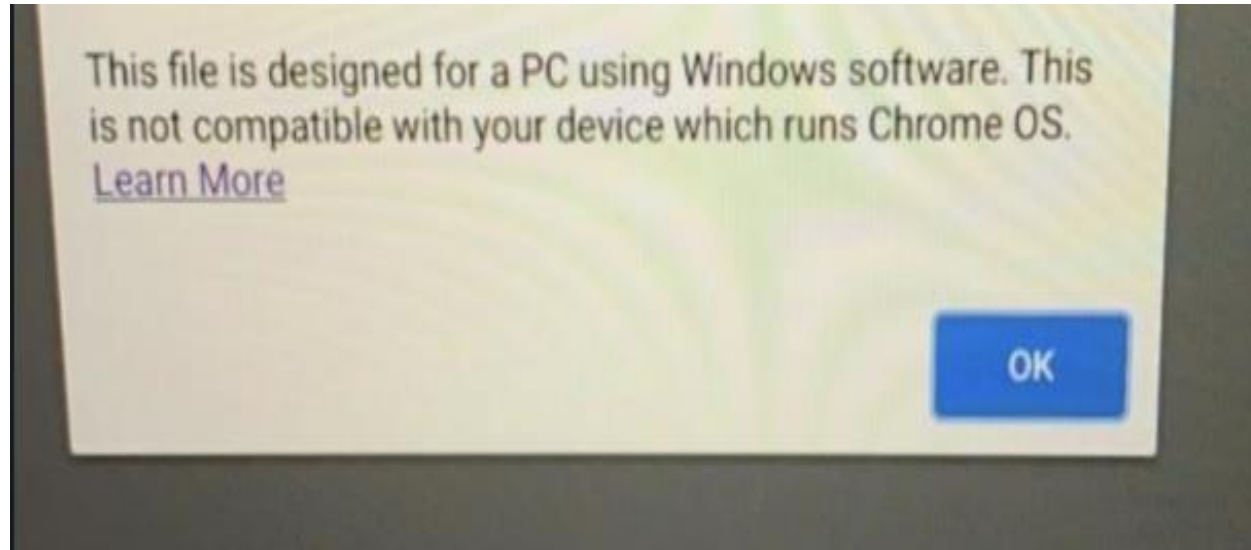 This file is designed for a PC using Windows software. This
is not compatible with your device which runs Chrome OS.
Learn More
OK